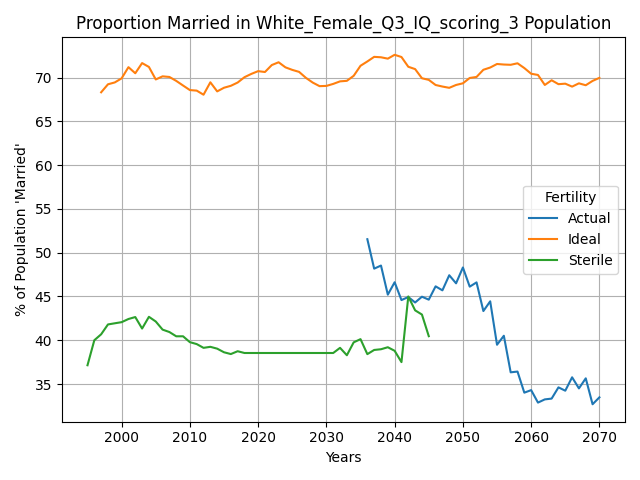 Proportion Married in White_Female_Q3_IQ_scoring_3 Population
% of Population 'Married'
70
65
60
55
50
45
40
35
Fertility
Actual
Ideal
Sterile
2000 2010 2020 2030 2040 2050 2060 2070
Years